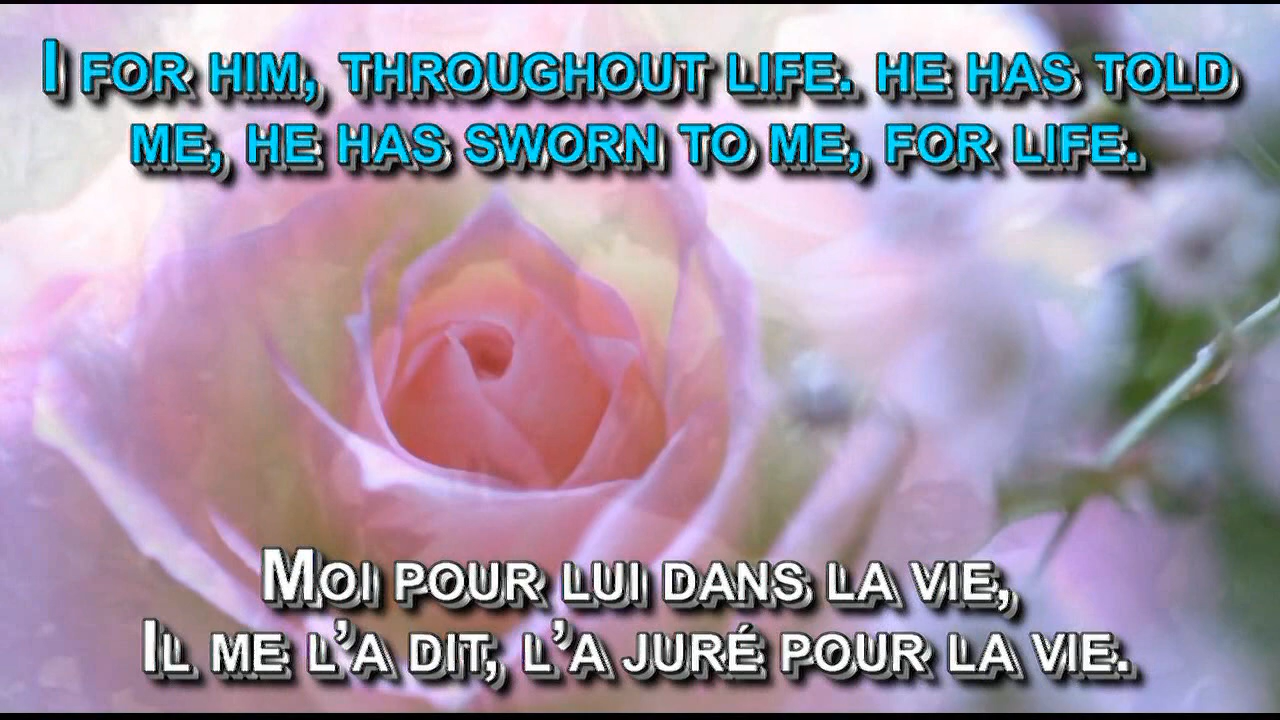 I FOR HIM, THROUGHOUT LIFE. HE HAS TOLD
ME, HE HAS SWORN TO ME, FOR LIFE.
MOI POUR LUI DANS LA VIE,
IL ME L'A DIT, L'A JURÉ POUR LA VIE.